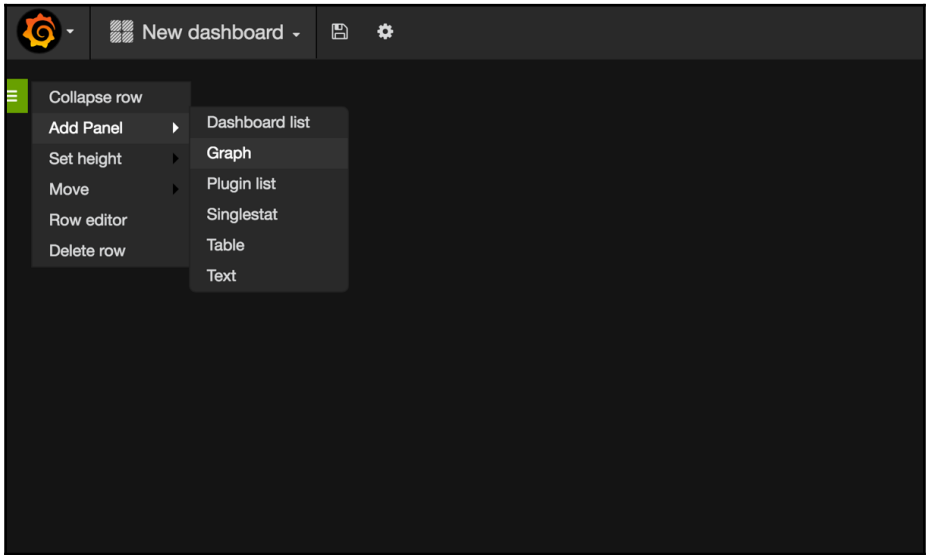 New dashboard
Collapse row
Add Panel
Set height
Move
Row editor
Delete row
Dashboard list
Graph
Plugin list
Singlestat
Table
Text